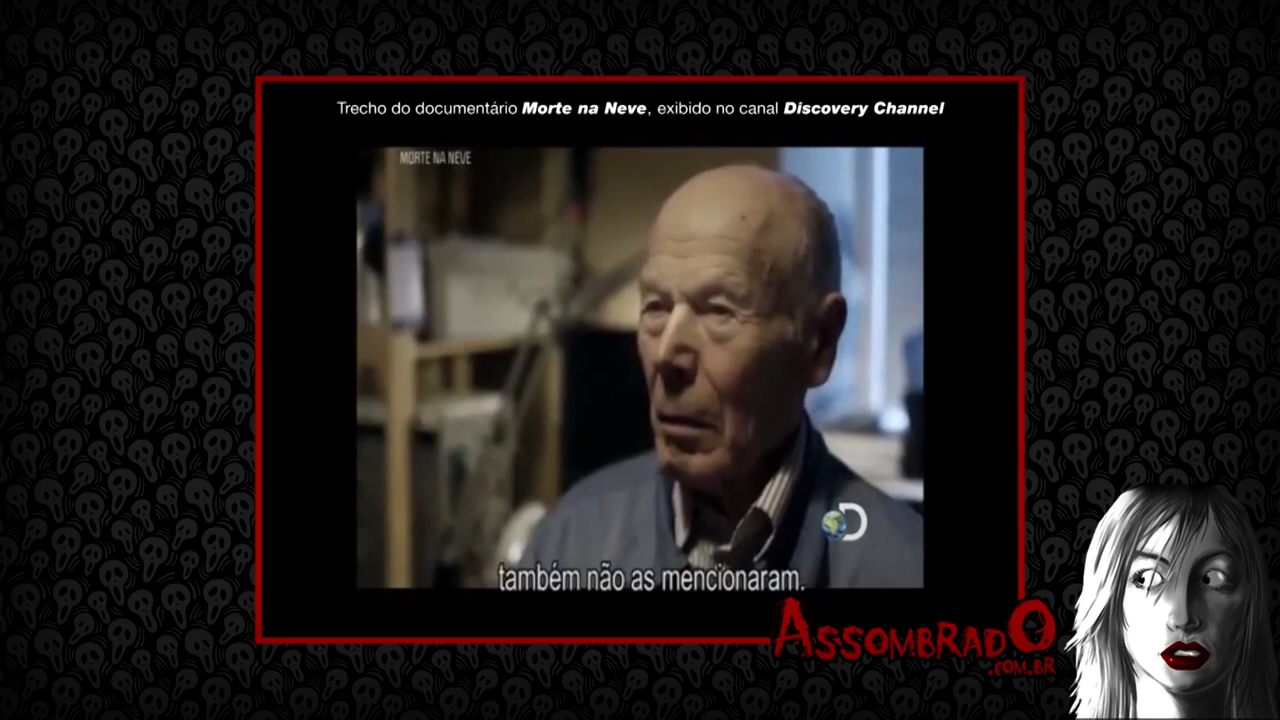 Trecho do documentário Morte na Neve, exibido no canal Discovery Channel
MORTE NA NEVE
D
também não as mencionaram.
ASSOMBRADO
.COM.BR